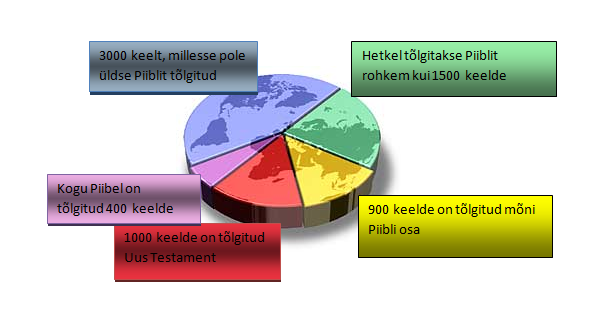 3000 keelt, millesse pole
üldse Piiblit tõlgitud
Hetkel tõlgitakse Piiblit
rohkem kui 1500 keelde
Kogu Piibel on
tõlgitud 400 keelde
900 keelde on tõlgitud mõni
Piibli osa
1000 keelde on tõlgitud
Uus Testament